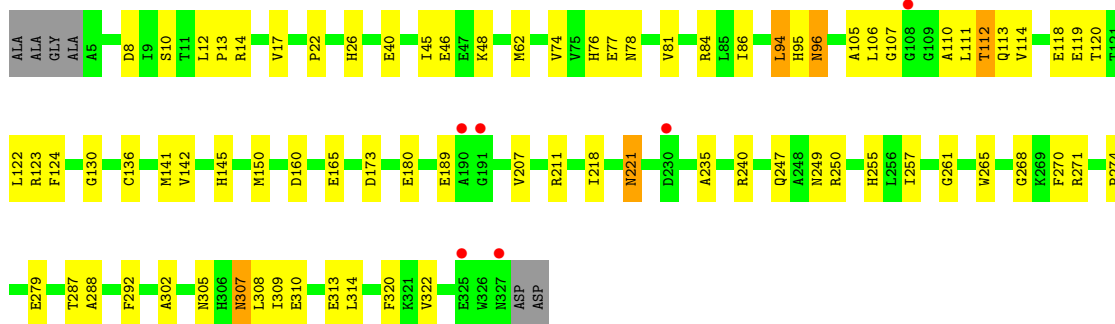 ALA ALA GLY ALA A5 D8 I9 S10 T11 L12 P13 R14 V17 P22 H26 E40 I45 E46 E47 K48 M62 V74 V75 H76 E77 N78 V81 R84 L85 I86 L94 H95 N96 A105 L106 G107 G108 G109 A110 L111 T112 Q113 V114 E118 E119 T120 T121
L122 R123 F124 G130 C136 M141 V142 H145 M150 D160 E165 D173 E180 E189 A190 G191 V207 R211 I218 N221 D230 A235 R240 Q247 A248 N249 R250 H255 L256 I257 G261 W265 G268 K269 F270 R271
E279 T287 A288 F292 A302 N305 H306 N307 L308 I309 E310 E313 L314 F320 K321 V322 E325 W326 N327 ASP ASP